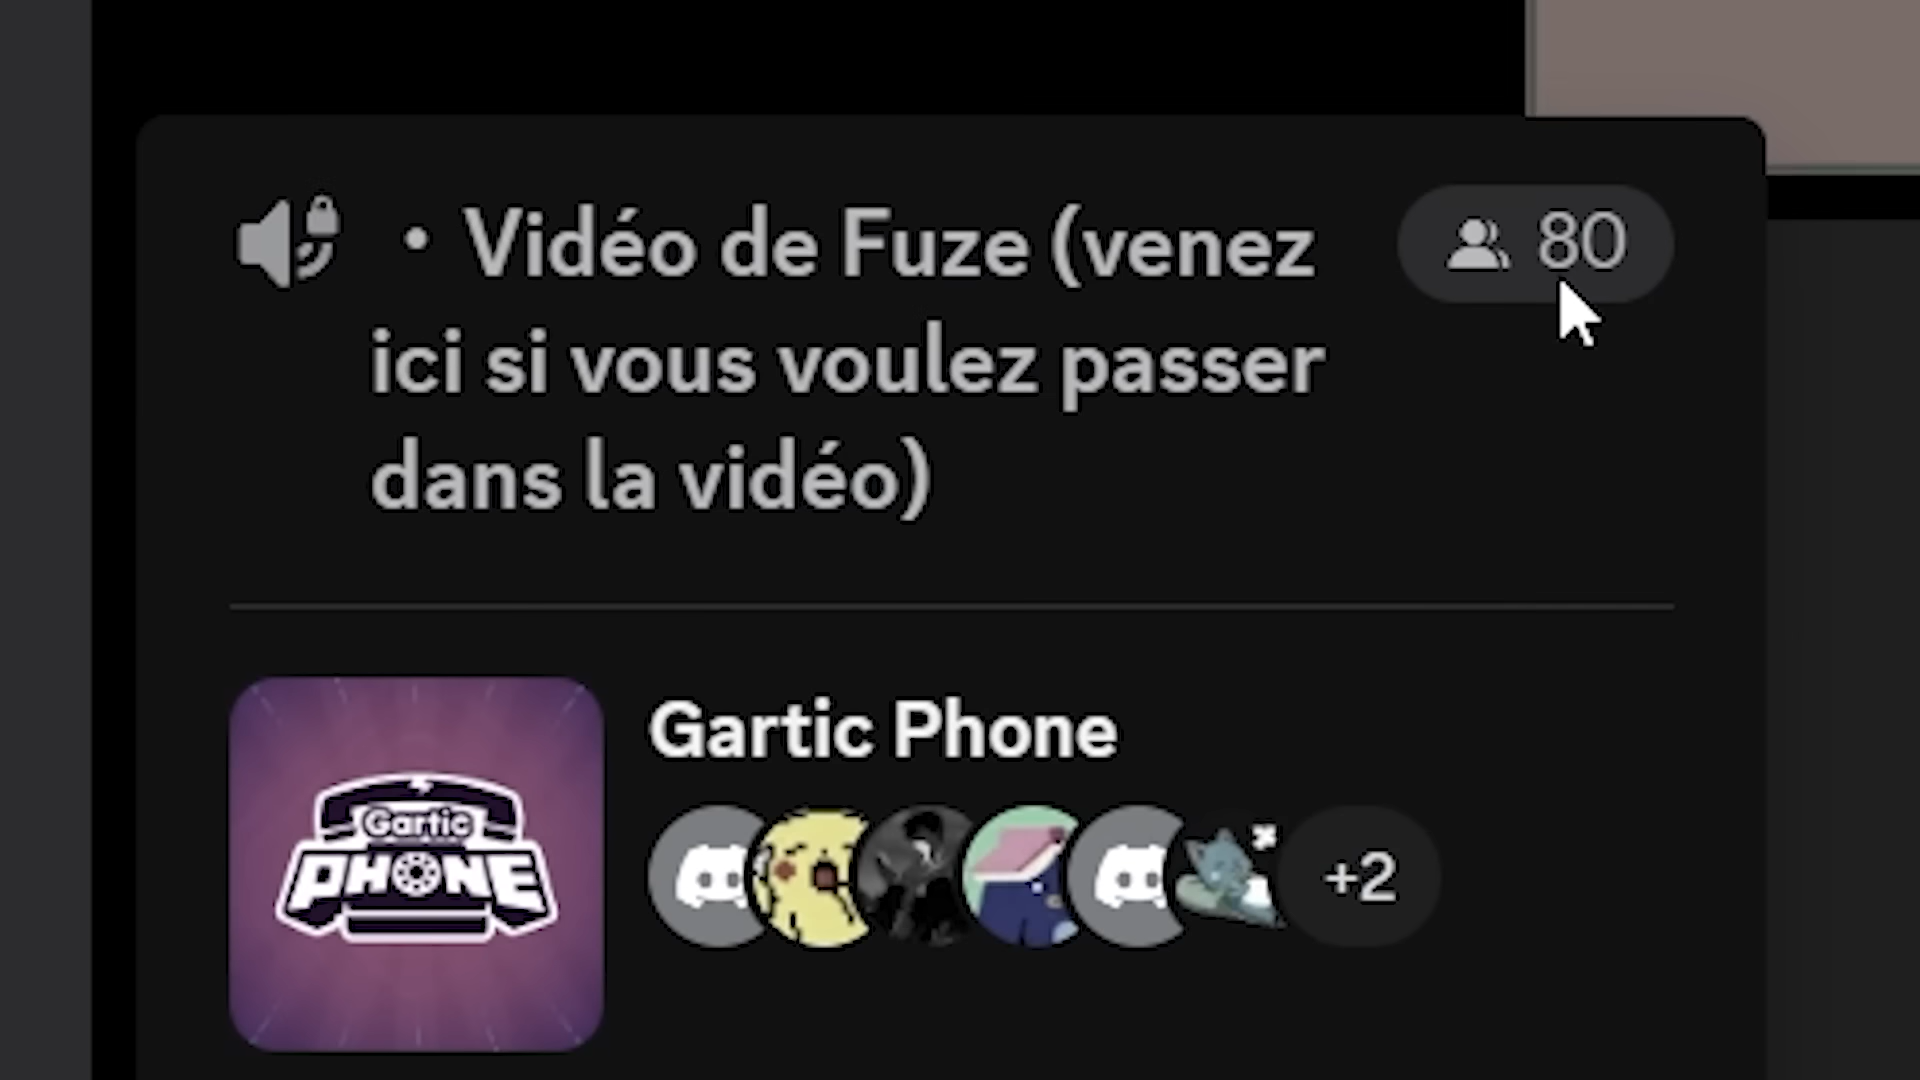 • Vidéo de Fuze (venez
80
ici si vous voulez passer
dans la vidéo)
Gartic Phone
Gartic
PHONE
+2